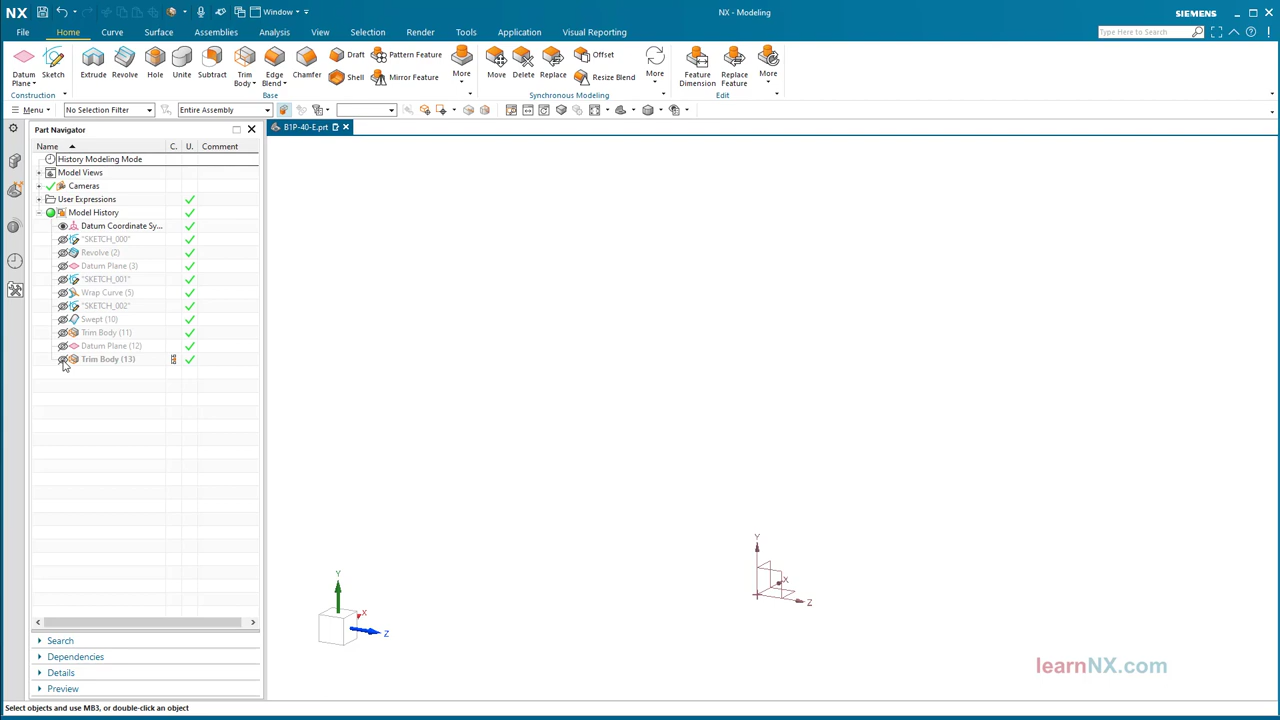 NX
Window
NX - Modeling
SIEMENS
File
Home
Curve
Surface
Assemblies
Analysis
View
Selection
Render
Tools
Application
Visual Reporting
Type Here to Search
Datum Plane
Sketch
Construction
Extrude
Revolve
Hole
Unite
Subtract
Trim Body
Edge Blend
Chamfer
Draft
Shell
Pattern Feature
Mirror Feature
More
Base
Move
Delete
Replace
Offset
Resize Blend
More
Synchronous Modeling
Feature Dimension
Replace Feature
More
Edit
Menu
No Selection Filter
Entire Assembly
Part Navigator
B1P-40-E.prt
Name
C.
U.
Comment
History Modeling Mode
Model Views
Cameras
User Expressions
Model History
Datum Coordinate Sy...
"SKETCH_000"
Revolve (2)
Datum Plane (3)
"SKETCH_001"
Wrap Curve (5)
"SKETCH_002"
Swept (10)
Trim Body (11)
Datum Plane (12)
Trim Body (13)
Y
X
Z
Y
X
Z
Search
Dependencies
Details
Preview
learnNX.com
Select objects and use MB3, or double-click an object